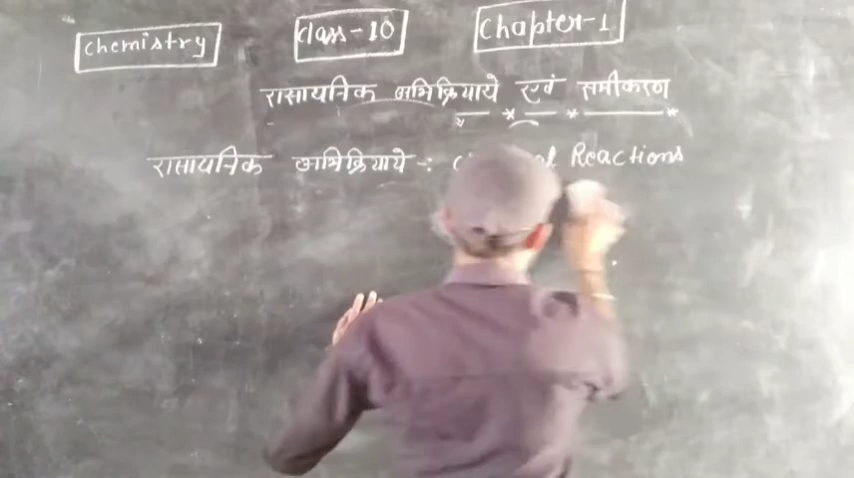 Chemistry Class-10 Chapter-1
रासायनिक अभिक्रियाये एवं समीकरण
रासायनिक अभिक्रियाये -: Reactions